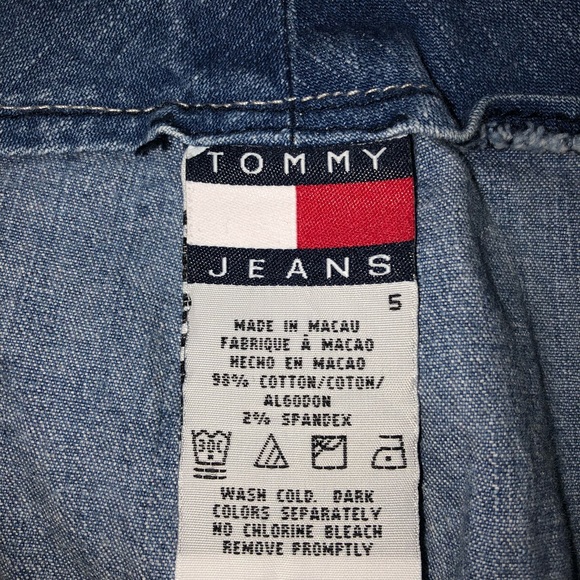 TOMMY
JEANS
5
MADE IN MACAU
FABRIQUE À MACAO
HECHO EN MACAO
98% COTTON/COTON/
ALGODON
2% SPANDEX
30C
WASH COLD. DARK
COLORS SEPARATELY
NO CHLORINE BLEACH
REMOVE PROMPTLY